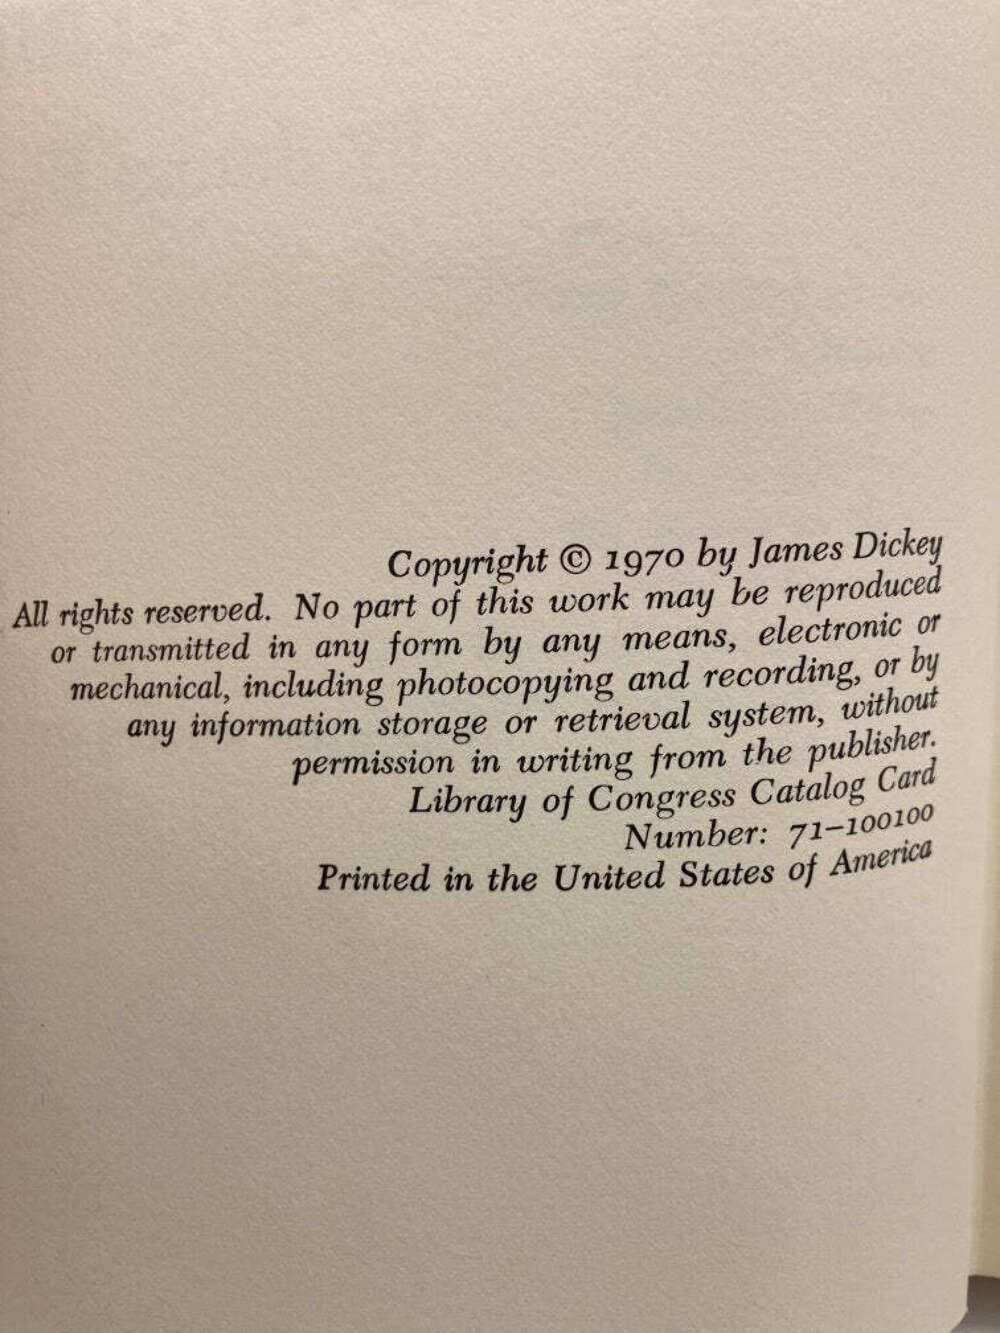 Copyright © 1970 by James Dickey
All rights reserved. No part of this work may be reproduced
or transmitted in any form by any means, electronic or
mechanical, including photocopying and recording, or by
any information storage or retrieval system, without
permission in writing from the publisher.
Library of Congress Catalog Card
Number: 71–100100
Printed in the United States of America